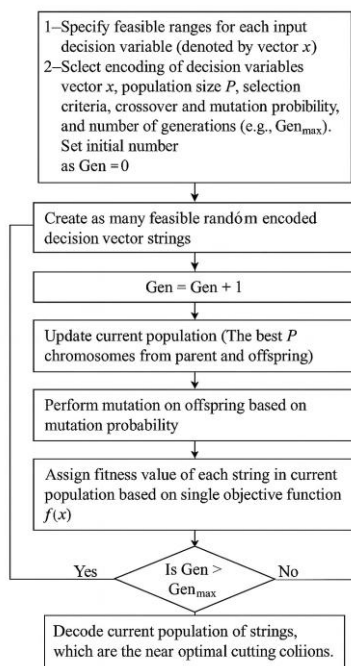 1–Specify feasible ranges for each input
decision variable (denoted by vector x)
2–Sclect encoding of decision variables
vector x, population size P, selection
criteria, crossover and mutation probibility,
and number of generations (e.g., Genmax).
Set initial number
as Gen = 0
Create as many feasible random encoded
decision vector strings
Gen = Gen + 1
Update current population (The best P
chromosomes from parent and offspring)
Perform mutation on offspring based on
mutation probability
Assign fitness value of each string in current
population based on single objective function
f(x)
Yes
Is Gen >
Genmax
No
Decode current population of strings,
which are the near optimal cutting coliions.